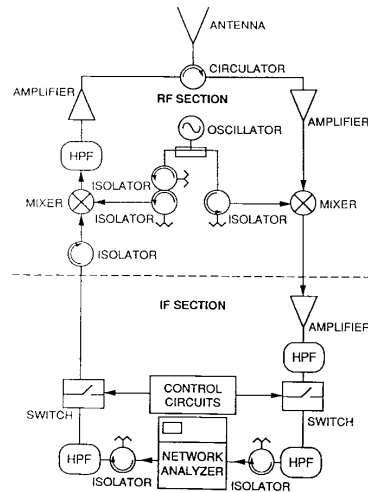 ANTENNA
CIRCULATOR
AMPLIFIER
RF SECTION
AMPLIFIER
OSCILLATOR
HPF
ISOLATOR
MIXER
ISOLATOR
ISOLATOR
MIXER
ISOLATOR
IF SECTION
AMPLIFIER
HPF
CONTROL
CIRCUITS
SWITCH
SWITCH
HPF
NETWORK
ANALYZER
HPF
ISOLATOR
ISOLATOR